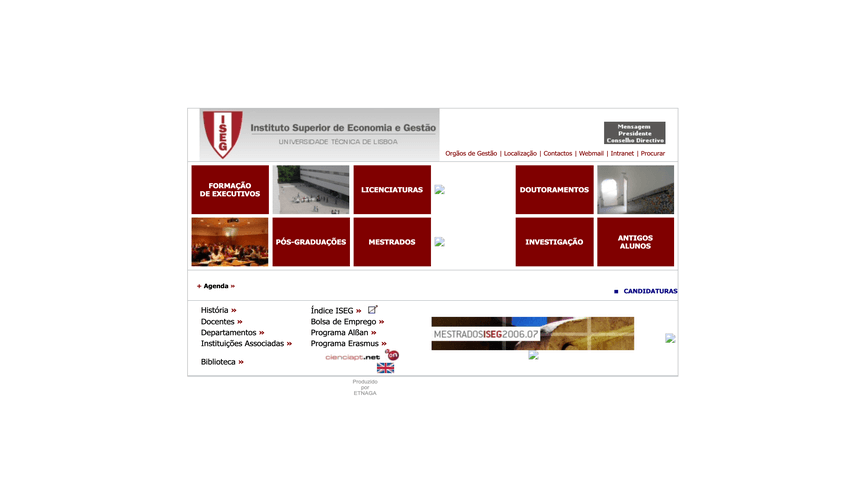 ISEG
Instituto Superior de Economia e Gestão
UNIVERSIDADE TÉCNICA DE LISBOA
Mensagem
Presidente
Conselho Directivo
Orgãos de Gestão | Localização | Contactos | Webmail | Intranet | Procurar
FORMAÇÃO
DE EXECUTIVOS
LICENCIATURAS
DOUTORAMENTOS
PÓS-GRADUAÇÕES
MESTRADOS
INVESTIGAÇÃO
ANTIGOS
ALUNOS
+ Agenda »
CANDIDATURAS
História »
Docentes »
Departamentos »
Instituições Associadas »
Biblioteca »
Índice ISEG »
Bolsa de Emprego »
Programa Alßan »
Programa Erasmus »
cienciapt.net
b on
MESTRADOSISEG2006.07
Produzido
por
ETNAGA